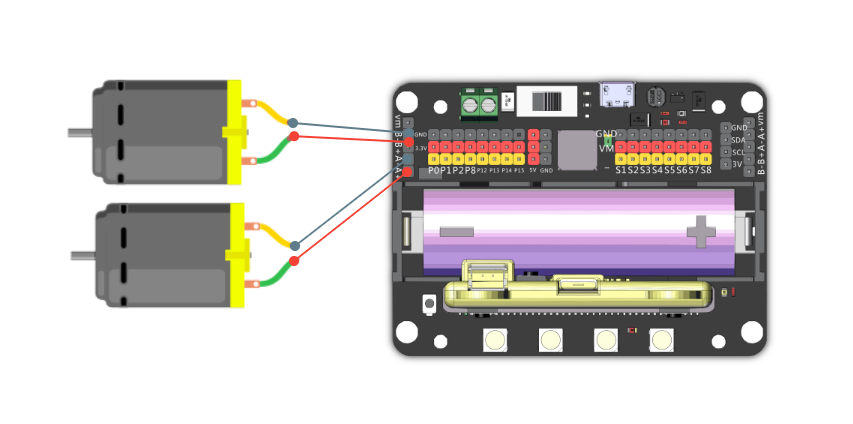 vm B- B+ A- A+
GND
3.3V
P0 P1 P2 P8 P12 P13 P14 P15 5V GND
GND
VM
S1 S2 S3 S4 S5 S6 S7 S8
GND
SDA
SCL
3V
B- B+ A- A+ vm